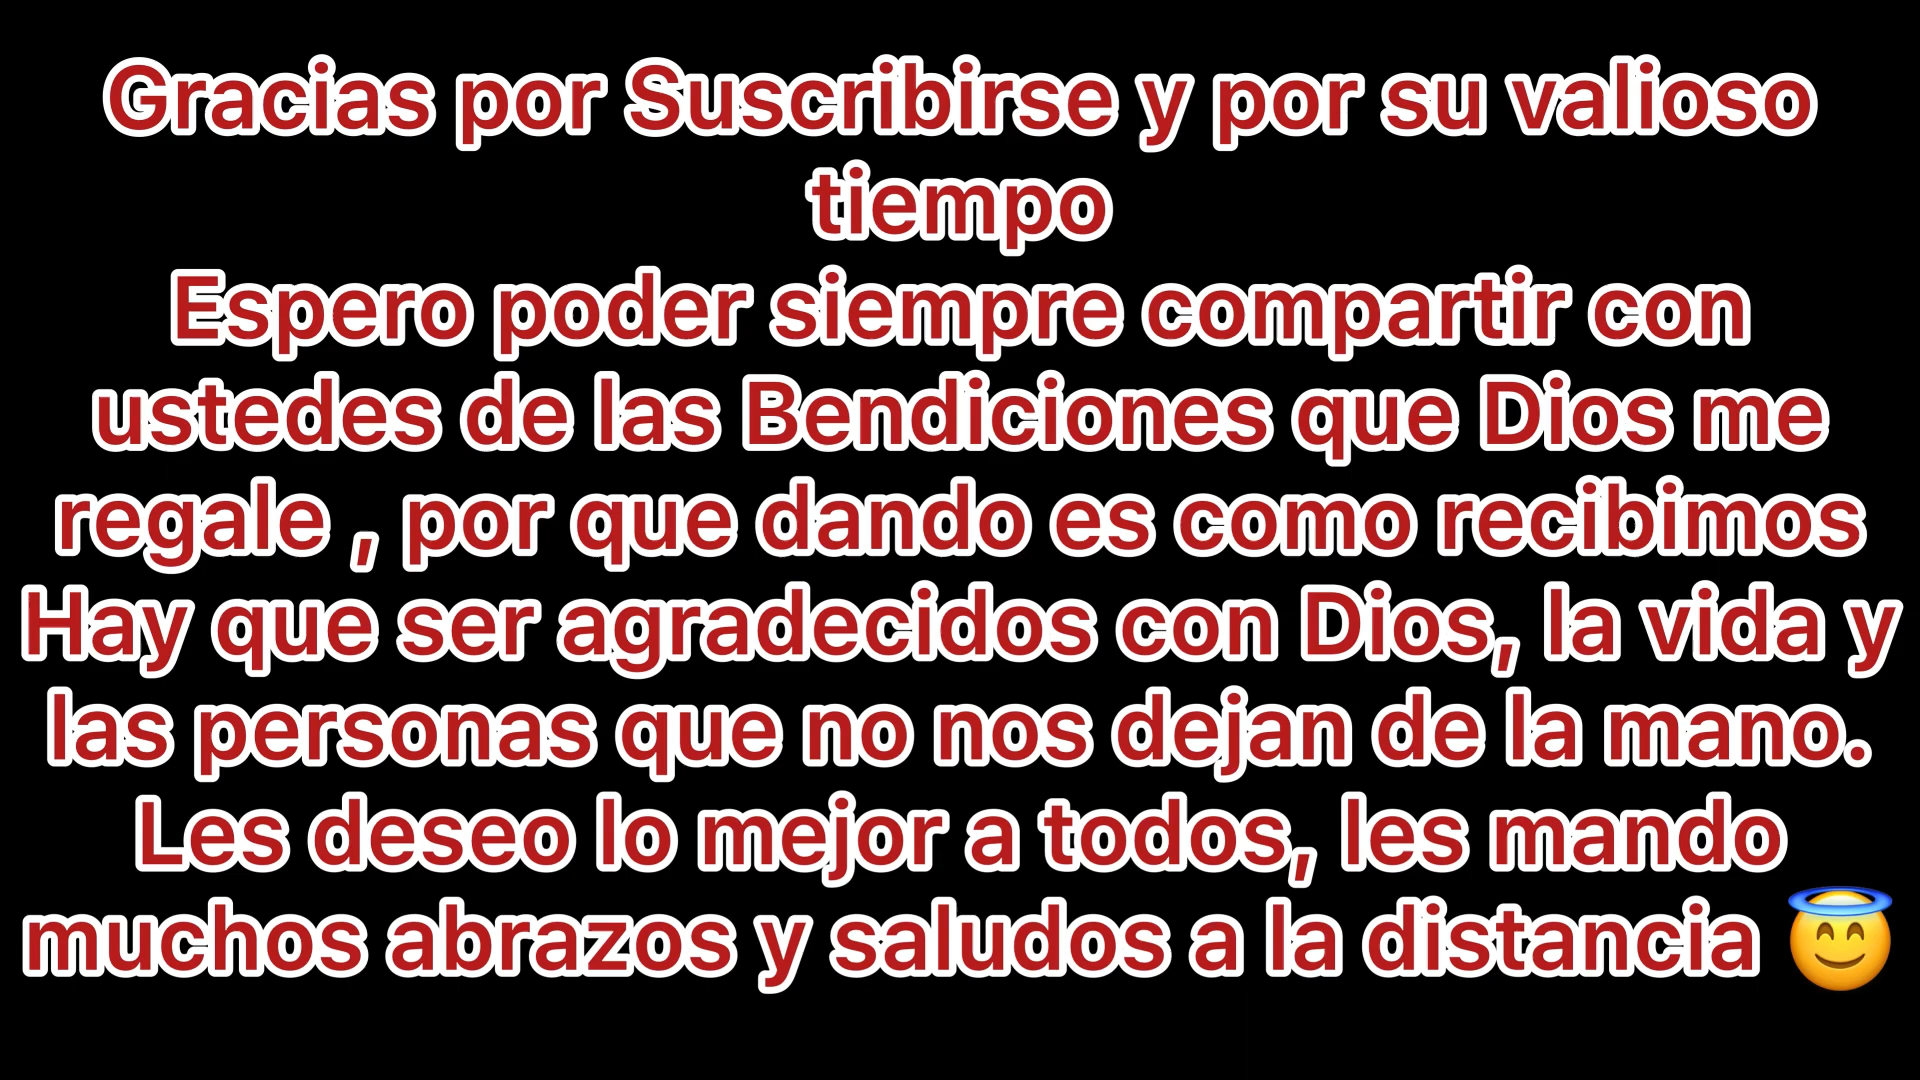 Gracias por Suscribirse y por su valioso
tiempo
Espero poder siempre compartir con
ustedes de las Bendiciones que Dios me
regale , por que dando es como recibimos
Hay que ser agradecidos con Dios, la vida y
las personas que no nos dejan de la mano.
Les deseo lo mejor a todos, les mando
muchos abrazos y saludos a la distancia 😇